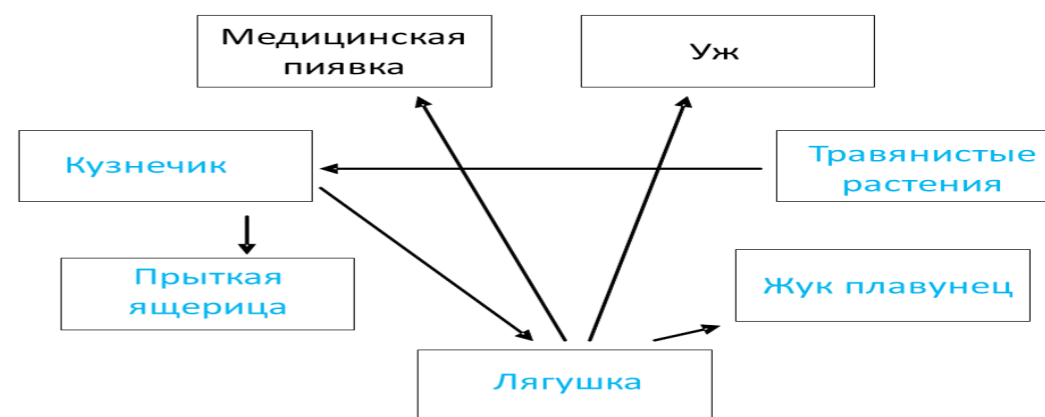 Медицинская
пиявка
Уж
Кузнечик
Травянистые
растения
Прыткая
ящерица
Жук плавунец
Лягушка